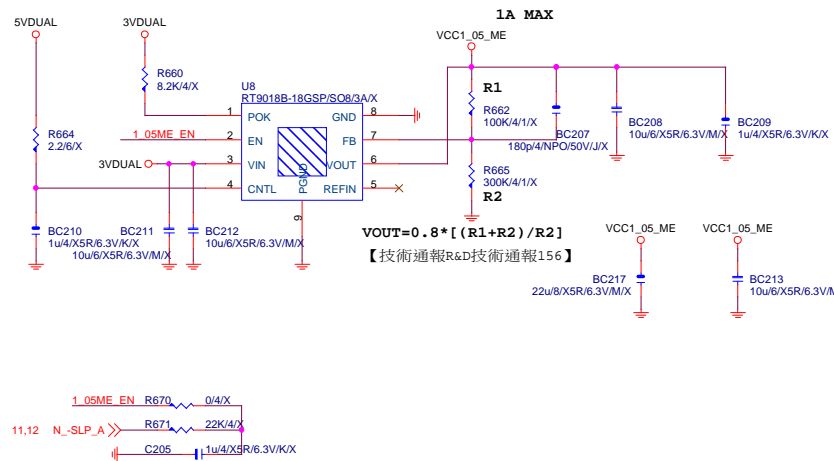 1A MAX
5VDUAL
3VDUAL
VCC1_05_ME
R660
8.2K/4/X
U8
RT9018B-18GSP/SO8/3A/X
1 POK GND 8
1_05ME_EN 2 EN FB 7
3VDUAL 3 VIN VOUT 6
4 CNTL REFIN 5
PGND
9
R664
2.2/6/X
R1
R662
100K/4/1/X
BC207
180p/4/NPO/50V/J/X
BC208
10u/6/X5R/6.3V/M/X
BC209
1u/4/X5R/6.3V/K/X
R665
300K/4/1/X
R2
BC210
1u/4/X5R/6.3V/K/X
BC211
10u/6/X5R/6.3V/M/X
BC212
10u/6/X5R/6.3V/M/X
VOUT=0.8*[(R1+R2)/R2]
【技術通報R&D技術通報156】
VCC1_05_ME
BC217
22u/8/X5R/6.3V/M/X
VCC1_05_ME
BC213
10u/6/X5R/6.3V/M
1_05ME_EN R670 0/4/X
11,12 N_-SLP_A R671 22K/4/X
C205 1u/4/X5R/6.3V/K/X